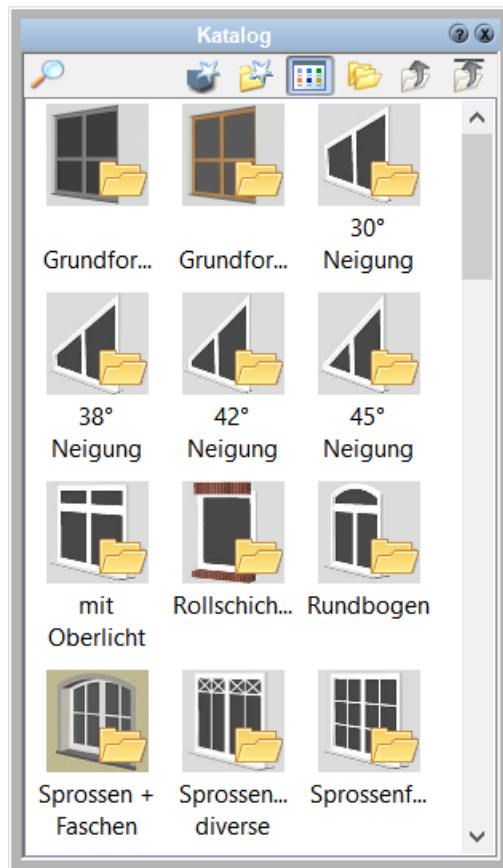 Katalog
Grundfor...
Grundfor...
30°
Neigung
38°
Neigung
42°
Neigung
45°
Neigung
mit
Oberlicht
Rollschich...
Rundbogen
Sprossen +
Faschen
Sprossen...
diverse
Sprossenf...